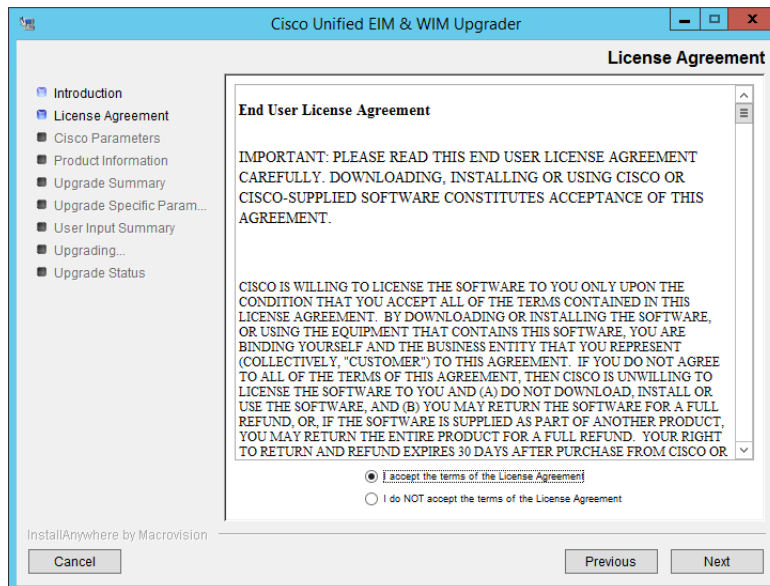 Cisco Unified EIM & WIM Upgrader
License Agreement
Introduction
License Agreement
Cisco Parameters
Product Information
Upgrade Summary
Upgrade Specific Param...
User Input Summary
Upgrading...
Upgrade Status
End User License Agreement
IMPORTANT: PLEASE READ THIS END USER LICENSE AGREEMENT
CAREFULLY. DOWNLOADING, INSTALLING OR USING CISCO OR
CISCO-SUPPLIED SOFTWARE CONSTITUTES ACCEPTANCE OF THIS
AGREEMENT.
CISCO IS WILLING TO LICENSE THE SOFTWARE TO YOU ONLY UPON THE
CONDITION THAT YOU ACCEPT ALL OF THE TERMS CONTAINED IN THIS
LICENSE AGREEMENT. BY DOWNLOADING OR INSTALLING THE SOFTWARE,
OR USING THE EQUIPMENT THAT CONTAINS THIS SOFTWARE, YOU ARE
BINDING YOURSELF AND THE BUSINESS ENTITY THAT YOU REPRESENT
(COLLECTIVELY, "CUSTOMER") TO THIS AGREEMENT. IF YOU DO NOT AGREE
TO ALL OF THE TERMS OF THIS AGREEMENT, THEN CISCO IS UNWILLING TO
LICENSE THE SOFTWARE TO YOU AND (A) DO NOT DOWNLOAD, INSTALL OR
USE THE SOFTWARE, AND (B) YOU MAY RETURN THE SOFTWARE FOR A FULL
REFUND, OR, IF THE SOFTWARE IS SUPPLIED AS PART OF ANOTHER PRODUCT,
YOU MAY RETURN THE ENTIRE PRODUCT FOR A FULL REFUND. YOUR RIGHT
TO RETURN AND REFUND EXPIRES 30 DAYS AFTER PURCHASE FROM CISCO OR
I accept the terms of the License Agreement
I do NOT accept the terms of the License Agreement
InstallAnywhere by Macrovision
Cancel
Previous
Next